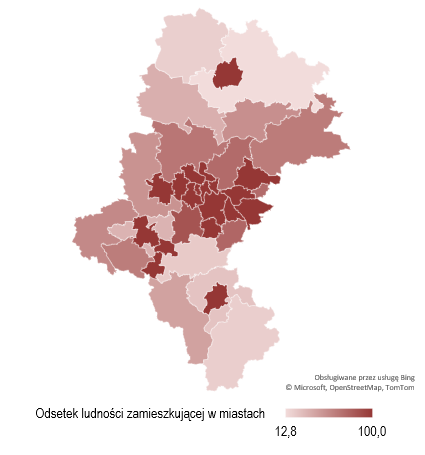 Obsługiwane przez usługę Bing
© Microsoft, OpenStreetMap, TomTom
Odsetek ludności zamieszkującej w miastach
12,8 100,0